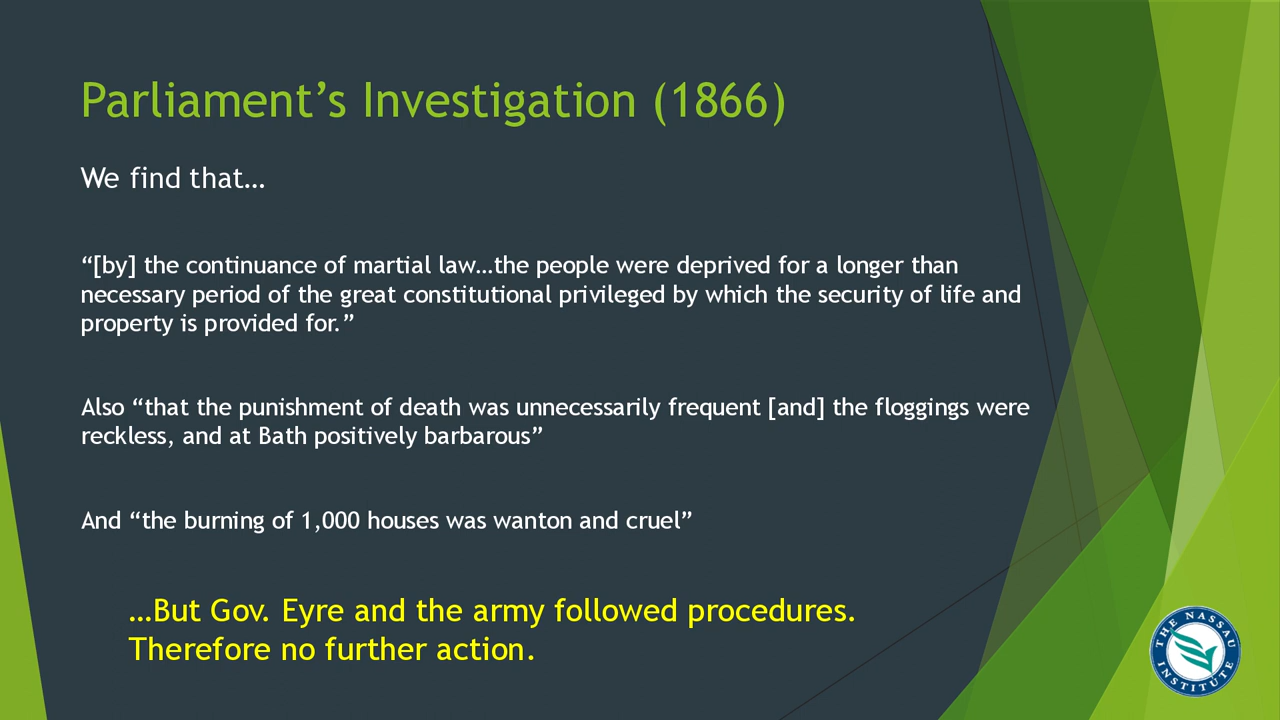 Parliament’s Investigation (1866)
We find that…
“[by] the continuance of martial law…the people were deprived for a longer than
necessary period of the great constitutional privileged by which the security of life and
property is provided for.”
Also “that the punishment of death was unnecessarily frequent [and] the floggings were
reckless, and at Bath positively barbarous”
And “the burning of 1,000 houses was wanton and cruel”
…But Gov. Eyre and the army followed procedures.
Therefore no further action.
THE NASSAU
INSTITUTE